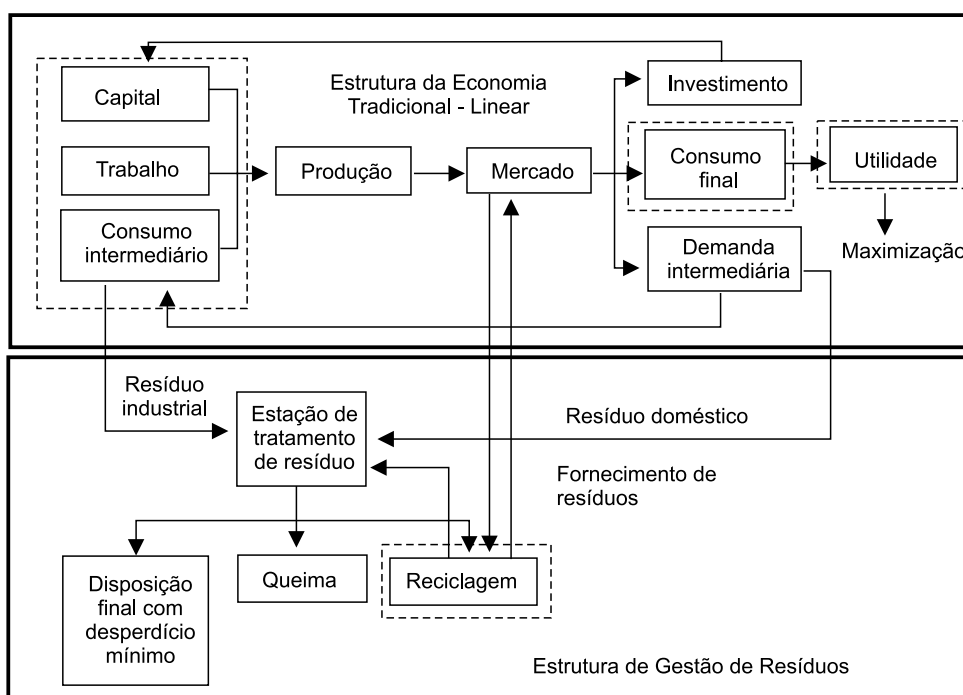 Capital
Trabalho
Consumo
intermediário
Estrutura da Economia
Tradicional - Linear
Produção
Mercado
Investimento
Consumo
final
Utilidade
Maximização
Demanda
intermediária
Resíduo
industrial
Estação de
tratamento
de resíduo
Resíduo doméstico
Fornecimento de
resíduos
Disposição
final com
desperdício
mínimo
Queima
Reciclagem
Estrutura de Gestão de Resíduos